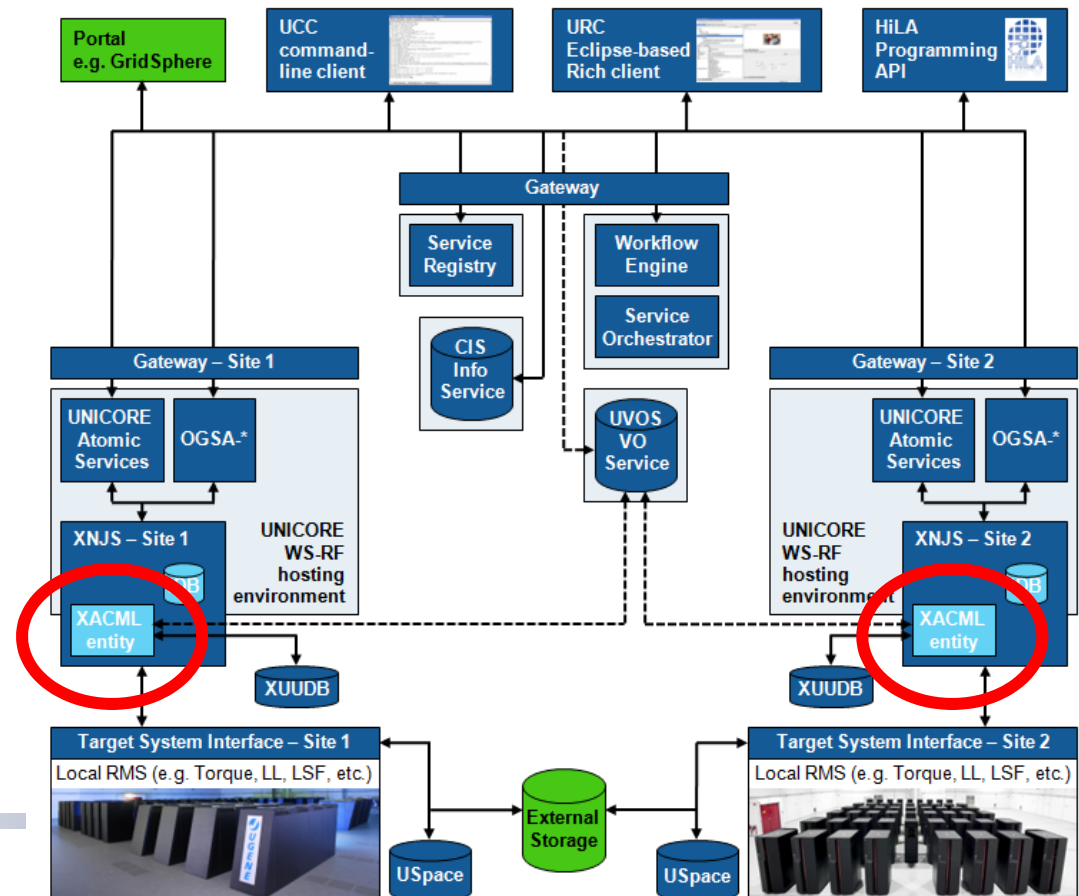 Portal
e.g. GridSphere
UCC
command-
line client
URC
Eclipse-based
Rich client
HiLA
Programming
API
HiLA
Gateway
Service
Registry
Workflow
Engine
Service
Orchestrator
CIS
Info
Service
UVOS
VO
Service
Gateway – Site 1
UNICORE
Atomic
Services
OGSA-*
XNJS – Site 1
DB
XACML
entity
UNICORE
WS-RF
hosting
environment
XUUDB
Gateway – Site 2
UNICORE
Atomic
Services
OGSA-*
UNICORE
WS-RF
hosting
environment
XNJS – Site 2
DB
XACML
entity
XUUDB
Target System Interface – Site 1
Local RMS (e.g. Torque, LL, LSF, etc.)
JUGENE
USpace
External
Storage
Target System Interface – Site 2
Local RMS (e.g. Torque, LL, LSF, etc.)
USpace